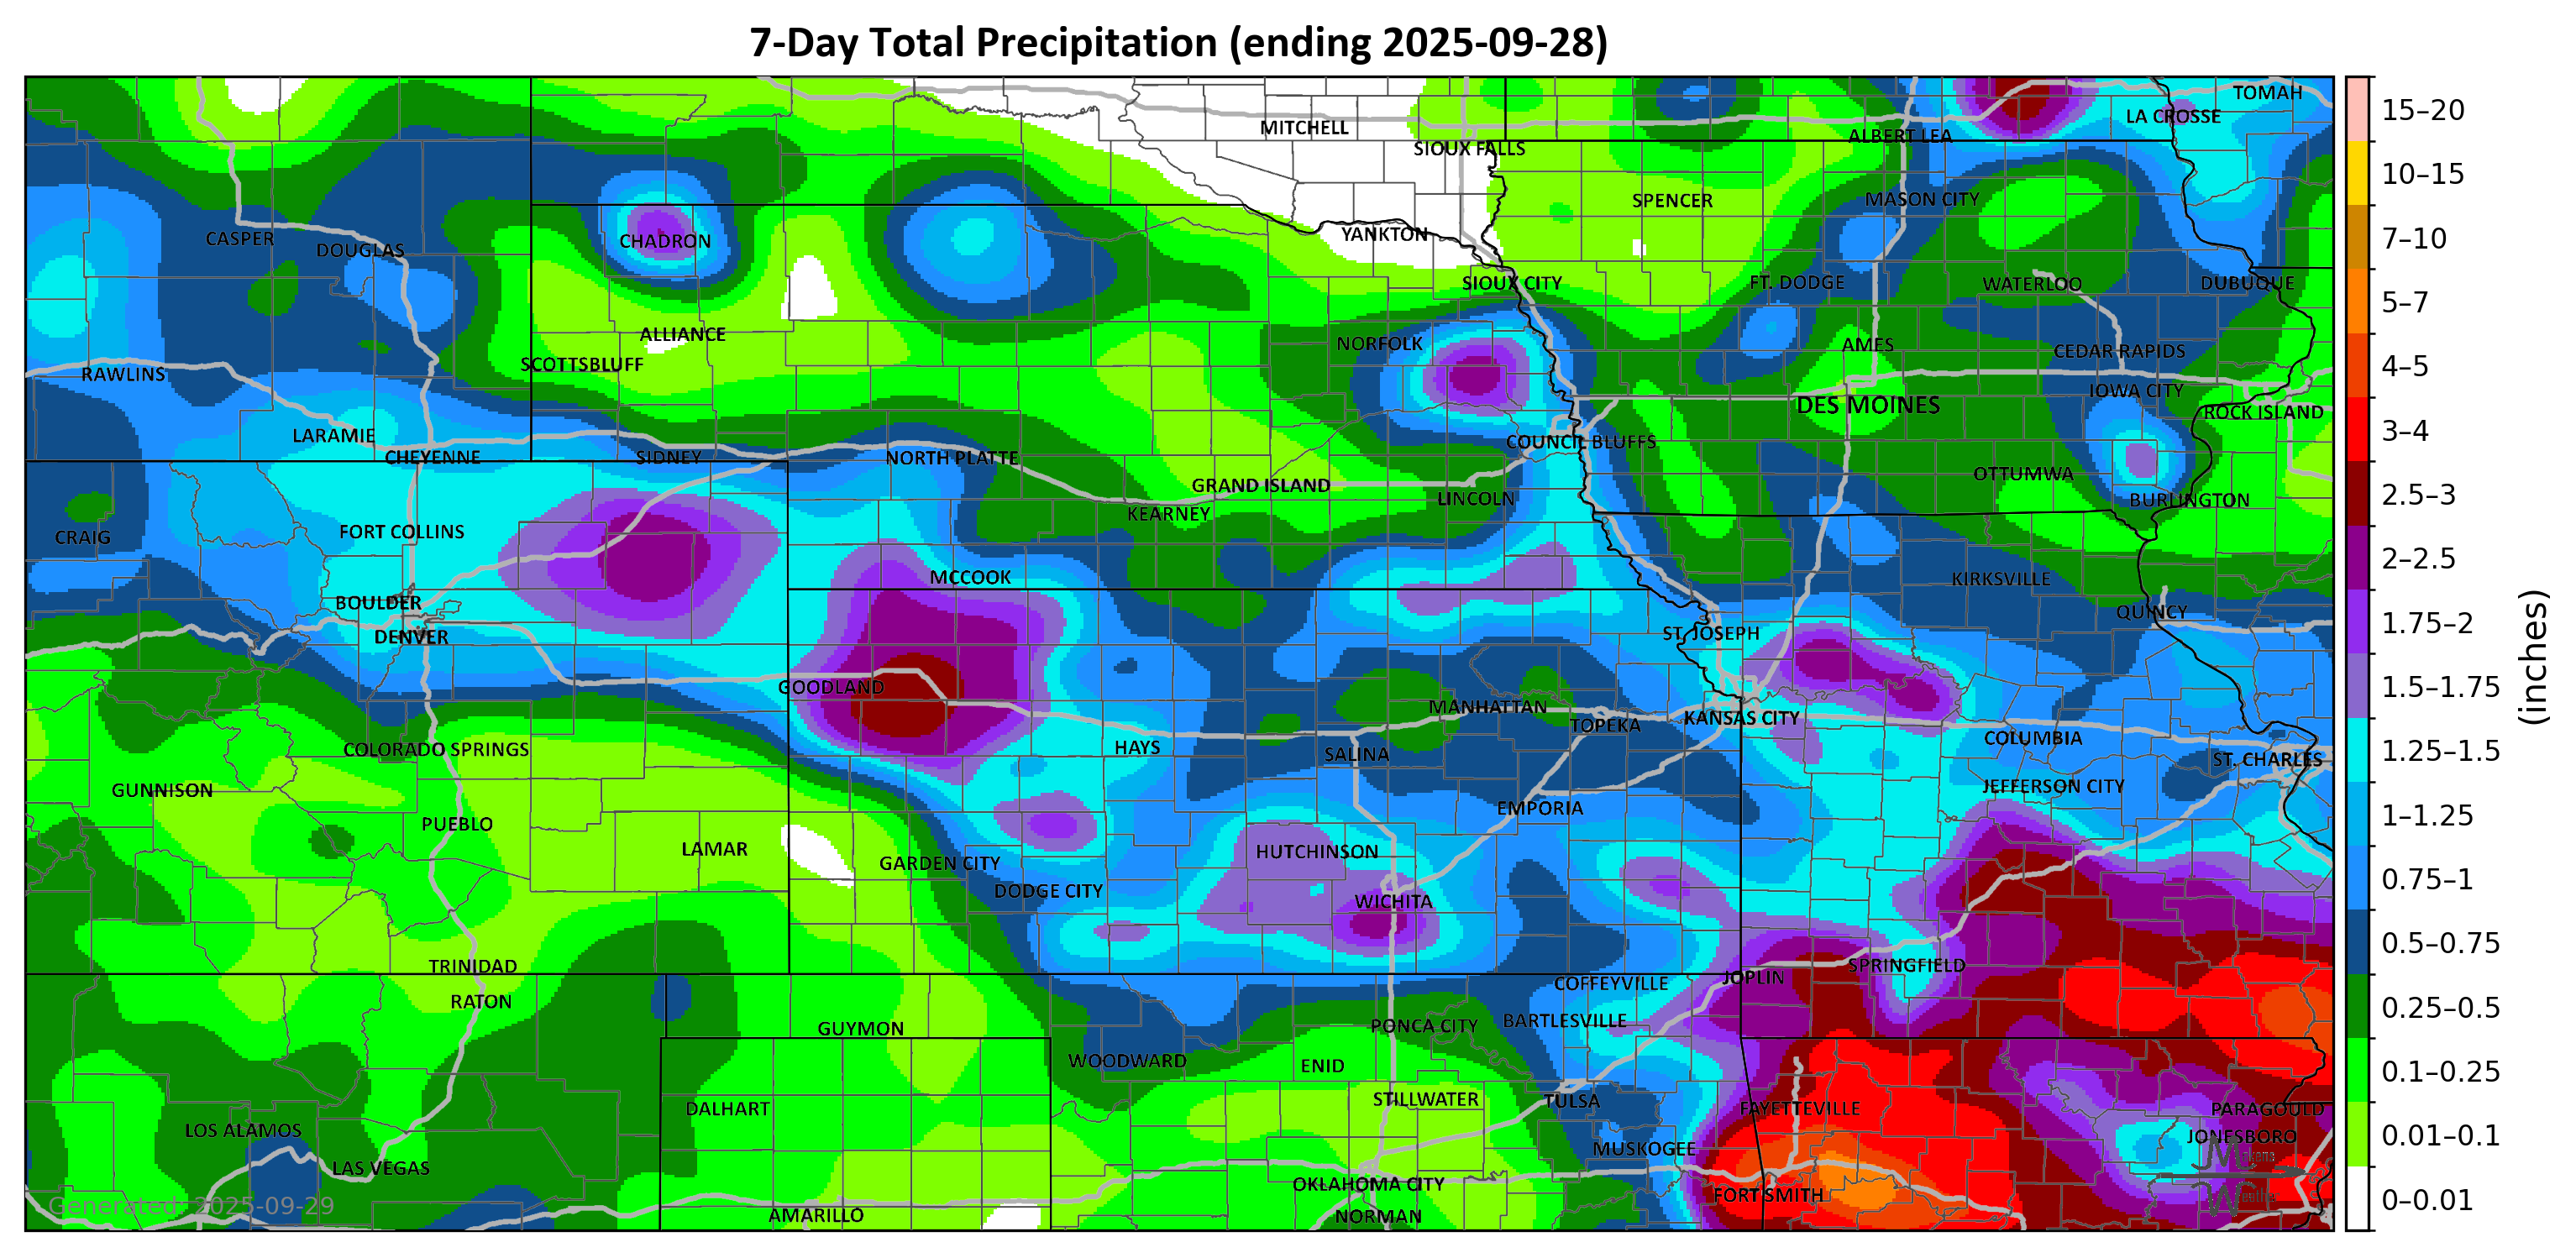 7-Day Total Precipitation (ending 2025-09-28)
TOMAH
LA CROSSE
MITCHELL
ALBERT LEA
SIOUX FALLS
SPENCER
MASON CITY
YANKTON
CASPER
CHADRON
DOUGLAS
SIOUX CITY
FT. DODGE
WATERLOO
DUBUQUE
ALLIANCE
NORFOLK
AMES
CEDAR RAPIDS
SCOTTSBLUFF
RAWLINS
IOWA CITY
DES MOINES
ROCK ISLAND
LARAMIE
COUNCIL BLUFFS
CHEYENNE
SIDNEY
NORTH PLATTE
OTTUMWA
GRAND ISLAND
LINCOLN
BURLINGTON
KEARNEY
FORT COLLINS
CRAIG
MCCOOK
KIRKSVILLE
BOULDER
QUINCY
DENVER
ST. JOSEPH
GOODLAND
MANHATTAN
KANSAS CITY
TOPEKA
COLUMBIA
COLORADO SPRINGS
HAYS
SALINA
ST. CHARLES
GUNNISON
JEFFERSON CITY
EMPORIA
PUEBLO
LAMAR
HUTCHINSON
GARDEN CITY
DODGE CITY
WICHITA
TRINIDAD
SPRINGFIELD
JOPLIN
COFFEYVILLE
RATON
BARTLESVILLE
PONCA CITY
GUYMON
WOODWARD
ENID
STILLWATER
TULSA
DALHART
FAYETTEVILLE
PARAGOULD
LOS ALAMOS
JONESBORO
MUSKOGEE
LAS VEGAS
OKLAHOMA CITY
FORT SMITH
AMARILLO
NORMAN
Generated: 2025-09-29
15–20
10–15
7–10
5–7
4–5
3–4
2.5–3
2–2.5
1.75–2
1.5–1.75
1.25–1.5
1–1.25
0.75–1
0.5–0.75
0.25–0.5
0.1–0.25
0.01–0.1
0–0.01
(inches)